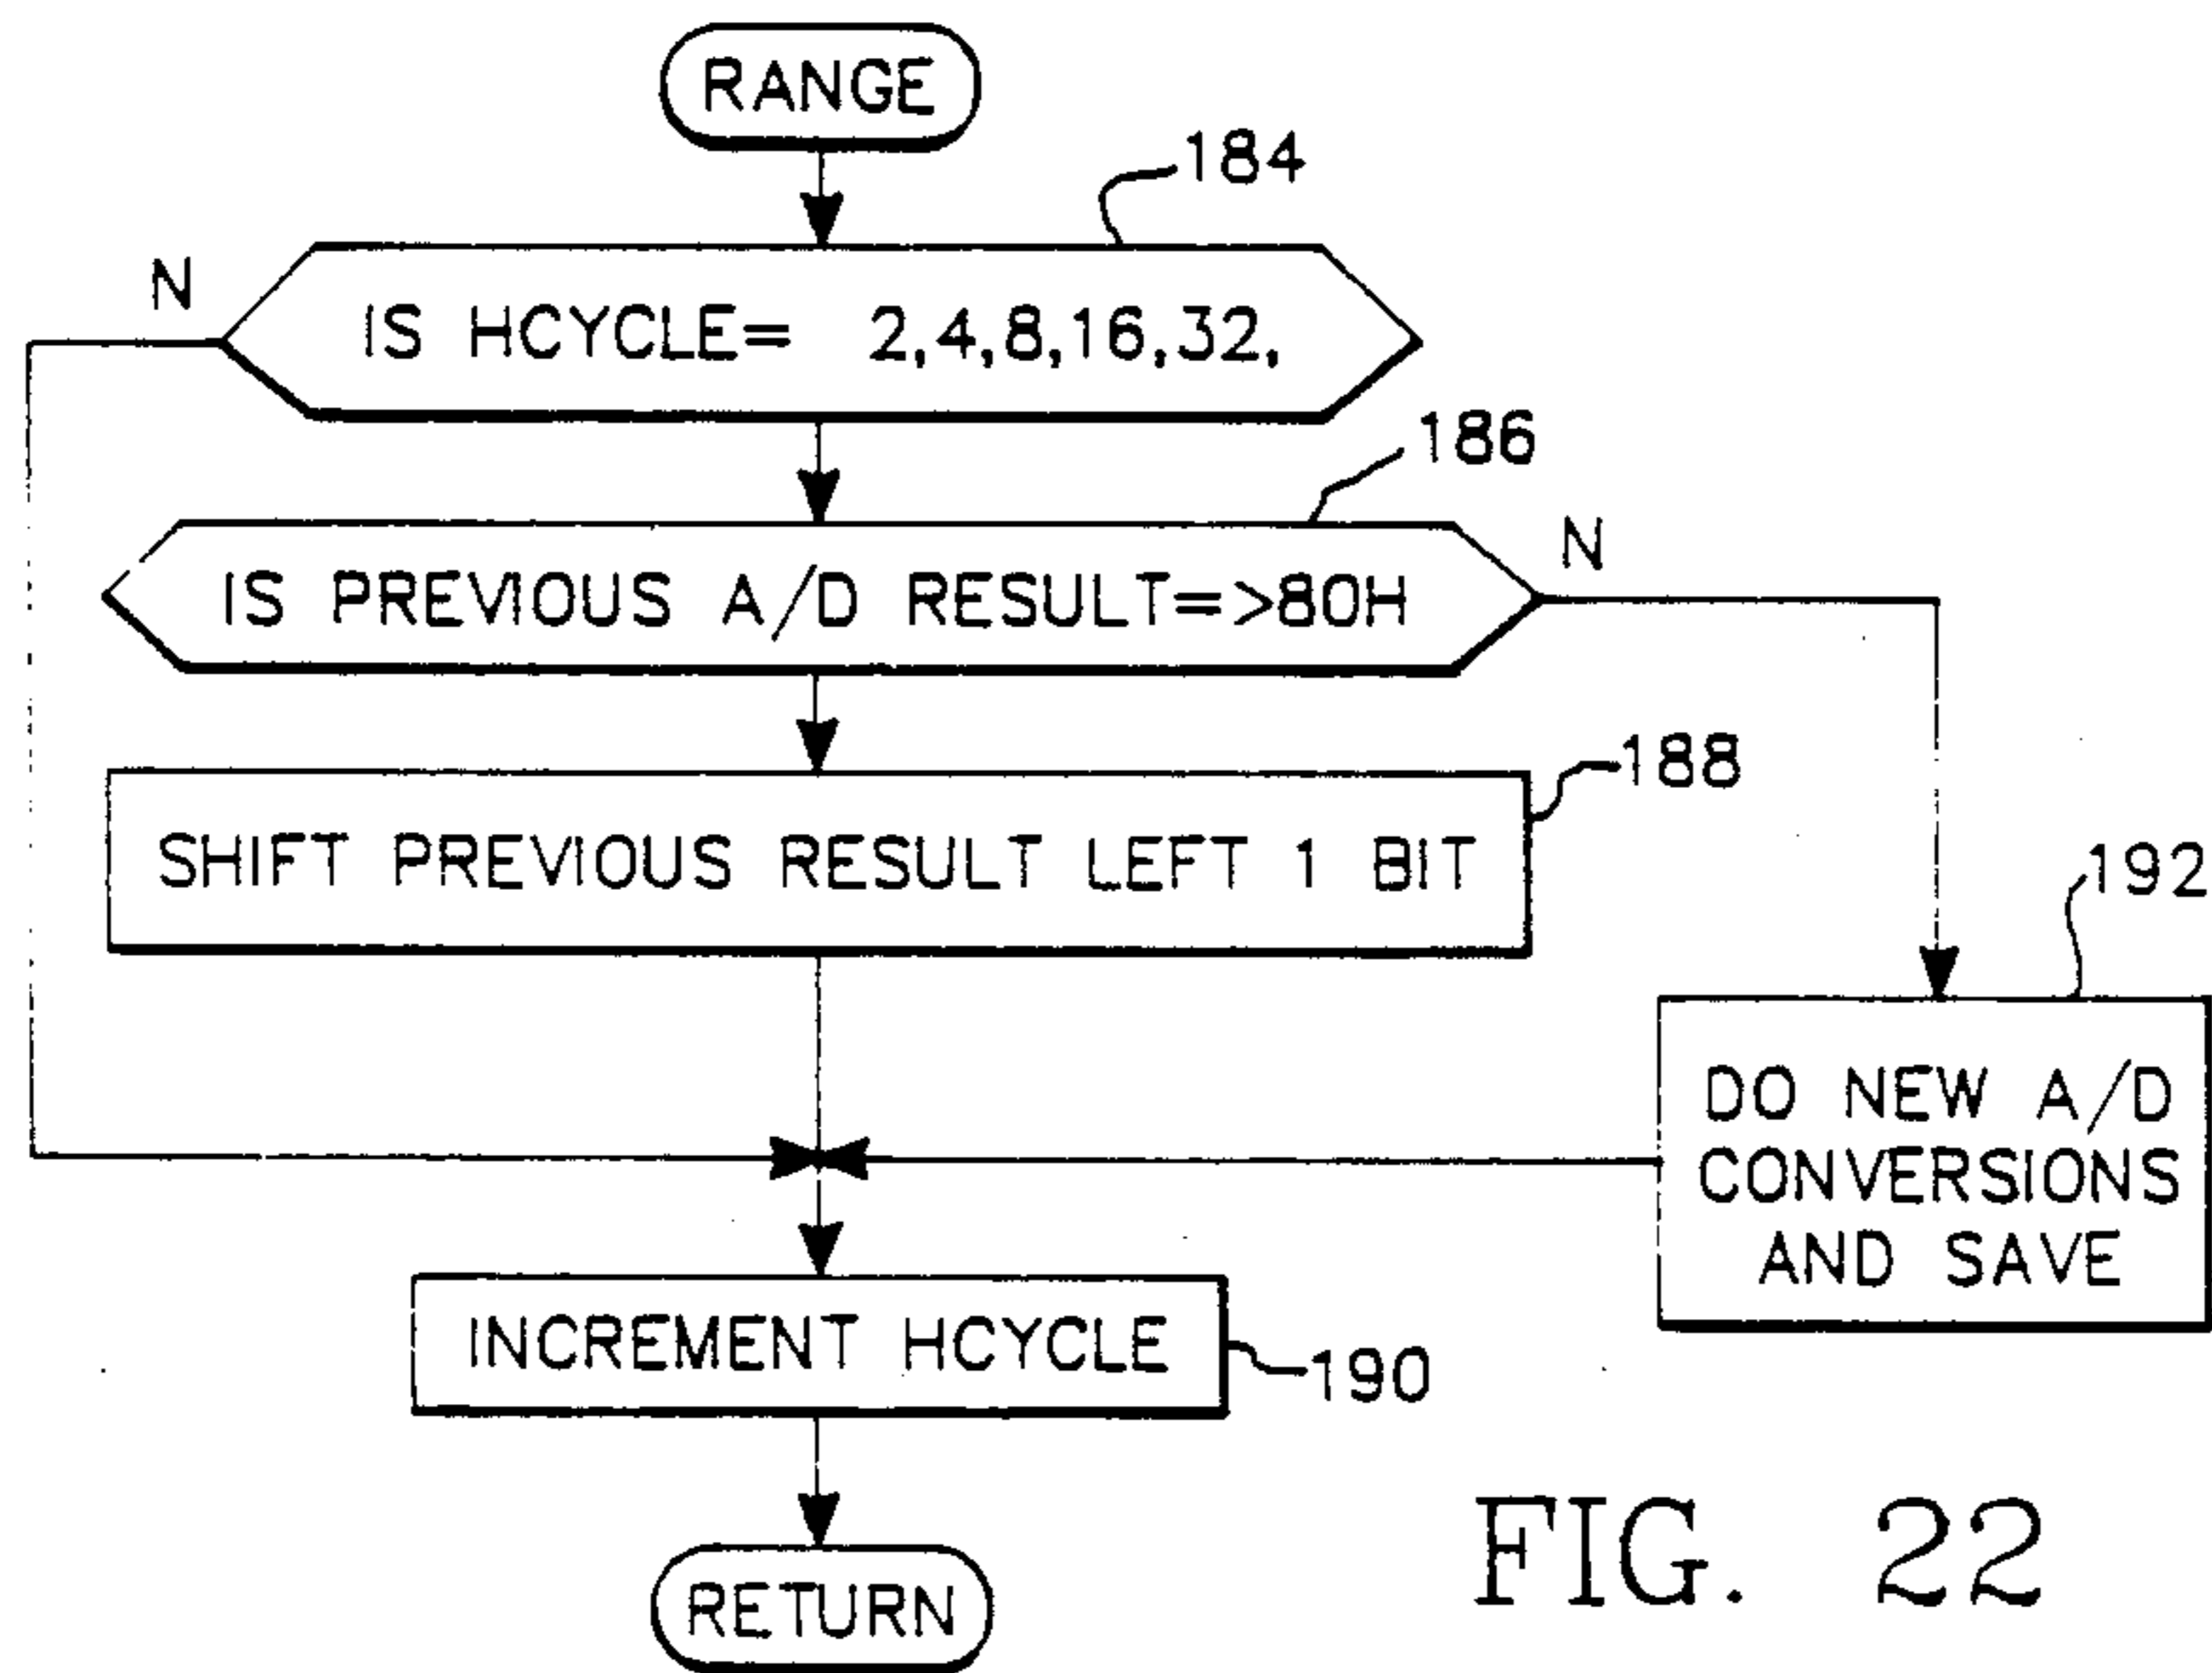 RANGE
184
N
IS HCYCLE= 2,4,8,16,32,
186
N
IS PREVIOUS A/D RESULT=>80H
188
SHIFT PREVIOUS RESULT LEFT 1 BIT
192
DO NEW A/D
CONVERSIONS
AND SAVE
INCREMENT HCYCLE
190
RETURN
FIG. 22